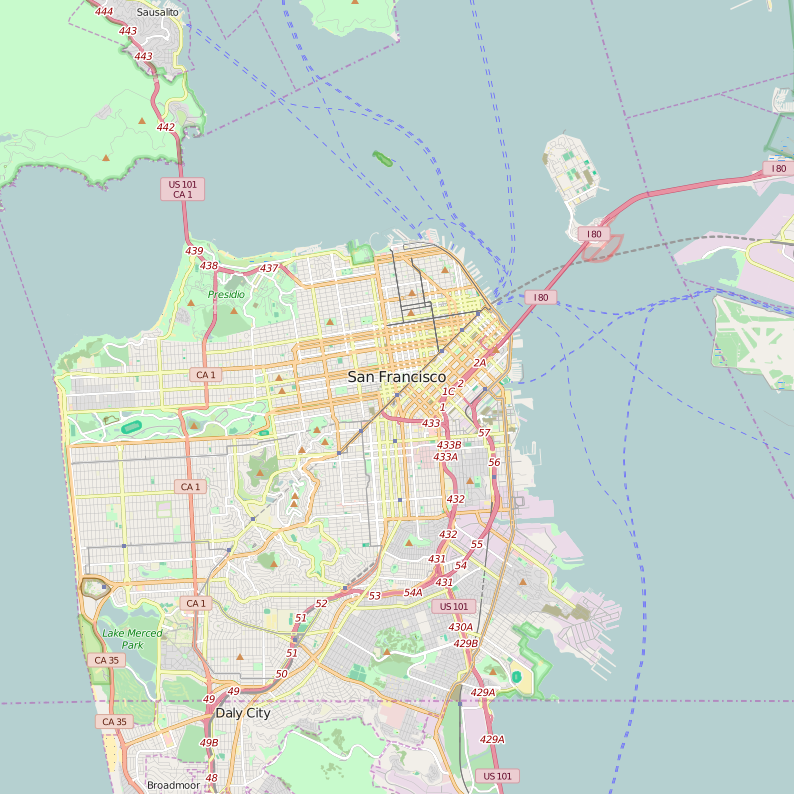 444
Sausalito
443
443
442
I 80
US 101
CA 1
I 80
439
438
437
Presidio
I 80
2A
CA 1
San Francisco
2
1C
1
433
57
433B
433A
56
CA 1
432
432
55
431
54
431
53
54A
52
CA 1
US 101
51
430A
Lake Merced
Park
429B
51
CA 35
50
49
49
429A
Daly City
CA 35
49B
429A
48
US 101
Broadmoor